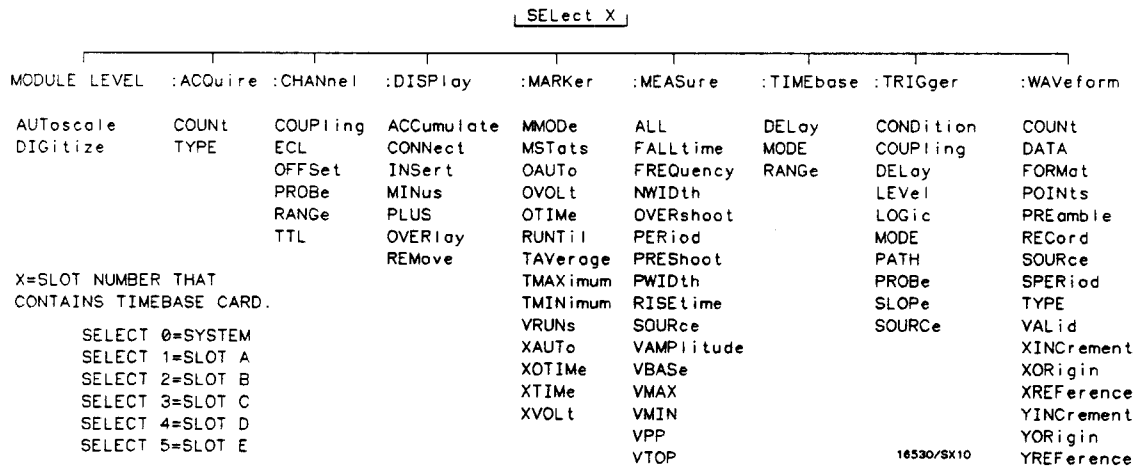 SELect X
MODULE LEVEL :ACQuire :CHANnel :DISPlay :MARKer :MEASure :TIMEbase :TRIGger :WAVeform
AUToscale COUNt COUPling ACCumulate MMODe ALL DELay CONDition COUNt
DIGitize TYPE ECL CONNect MSTats FALLtime MODE COUPling DATA
OFFSet INSert OAUTo FREQuency RANGe DELay FORMat
PROBe MINus OVOLt NWIDth LEVel POINts
RANGe PLUS OTIMe OVERshoot LOGic PREamble
TTL OVERlay RUNTil PERiod MODE RECord
REMove TAVerage PREShoot PATH SOURce
X=SLOT NUMBER THAT TMAXimum PWIDth PROBe SPERiod
CONTAINS TIMEBASE CARD. TMINimum RISEtime SLOPe TYPE
SELECT 0=SYSTEM VRUNs SOURce SOURCe VALid
SELECT 1=SLOT A XAUTo VAMPlitude XINCrement
SELECT 2=SLOT B XOTIMe VBASe XORigin
SELECT 3=SLOT C XTIMe VMAX XREFerence
SELECT 4=SLOT D XVOLt VMIN YINCrement
SELECT 5=SLOT E VPP YORigin
VTOP 16530/SX10 YREFerence